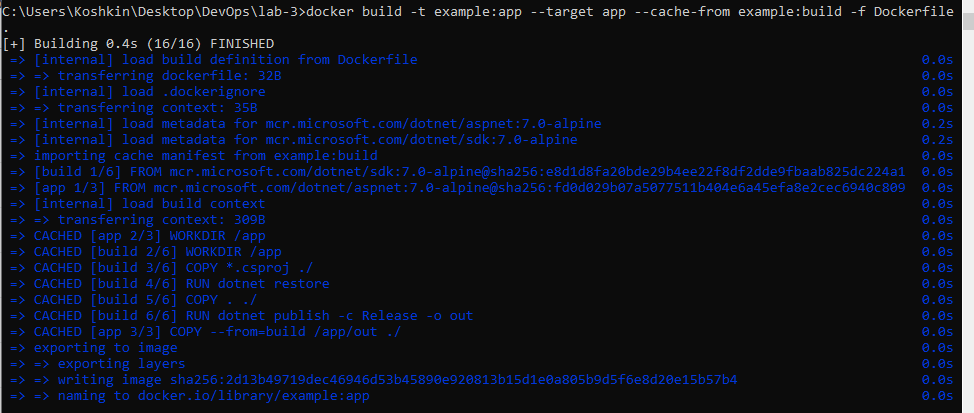 C:\Users\Koshkin\Desktop\DevOps\lab-3>docker build -t example:app --target app --cache-from example:build -f Dockerfile
.
[+] Building 0.4s (16/16) FINISHED
=> [internal] load build definition from Dockerfile 0.0s
=> => transferring dockerfile: 32B 0.0s
=> [internal] load .dockerignore 0.0s
=> => transferring context: 35B 0.0s
=> [internal] load metadata for mcr.microsoft.com/dotnet/aspnet:7.0-alpine 0.2s
=> [internal] load metadata for mcr.microsoft.com/dotnet/sdk:7.0-alpine 0.2s
=> importing cache manifest from example:build 0.0s
=> [build 1/6] FROM mcr.microsoft.com/dotnet/sdk:7.0-alpine@sha256:e8d1d8fa20bde29b4ee22f8df2dde9fbaab825dc224a1 0.0s
=> [app 1/3] FROM mcr.microsoft.com/dotnet/aspnet:7.0-alpine@sha256:fd0d029b07a5077511b404e6a45efa8e2cec6940c809 0.0s
=> [internal] load build context 0.0s
=> => transferring context: 309B 0.0s
=> CACHED [app 2/3] WORKDIR /app 0.0s
=> CACHED [build 2/6] WORKDIR /app 0.0s
=> CACHED [build 3/6] COPY *.csproj ./ 0.0s
=> CACHED [build 4/6] RUN dotnet restore 0.0s
=> CACHED [build 5/6] COPY . ./ 0.0s
=> CACHED [build 6/6] RUN dotnet publish -c Release -o out 0.0s
=> CACHED [app 3/3] COPY --from=build /app/out ./ 0.0s
=> exporting to image 0.0s
=> => exporting layers 0.0s
=> => writing image sha256:2d13b49719dec46946d53b45890e920813b15d1e0a805b9d5f6e8d20e15b57b4 0.0s
=> => naming to docker.io/library/example:app 0.0s